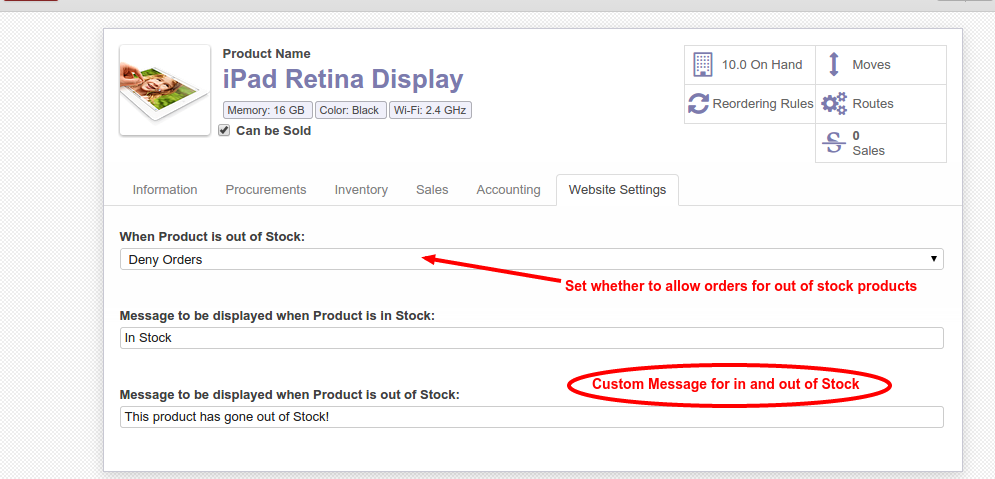 Product Name
iPad Retina Display
Memory: 16 GB Color: Black Wi-Fi: 2.4 GHz
Can be Sold
10.0 On Hand
Moves
Reordering Rules
Routes
0
Sales
Information Procurements Inventory Sales Accounting Website Settings
When Product is out of Stock:
Deny Orders
Set whether to allow orders for out of stock products
Message to be displayed when Product is in Stock:
In Stock
Custom Message for in and out of Stock
Message to be displayed when Product is out of Stock:
This product has gone out of Stock!